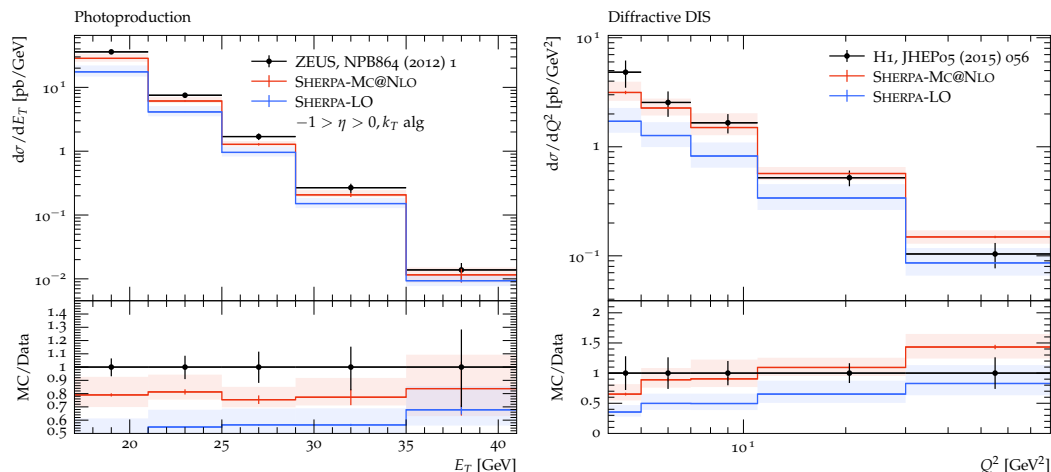 Photoproduction
dσ/dE_T [pb/GeV]
ZEUS, NPB864 (2012) 1
SHERPA-MC@NLO
SHERPA-LO
−1 > η > 0, k_T alg
10^1
1
10^−1
10^−2
MC/Data
1.4
1.3
1.2
1.1
1
0.9
0.8
0.7
0.6
0.5
20
25
30
35
40
E_T [GeV]
Diffractive DIS
dσ/dQ^2 [pb/GeV^2]
H1, JHEP05 (2015) 056
SHERPA-MC@NLO
SHERPA-LO
10^1
1
10^−1
MC/Data
2
1.5
1
0.5
0
10^1
Q^2 [GeV^2]